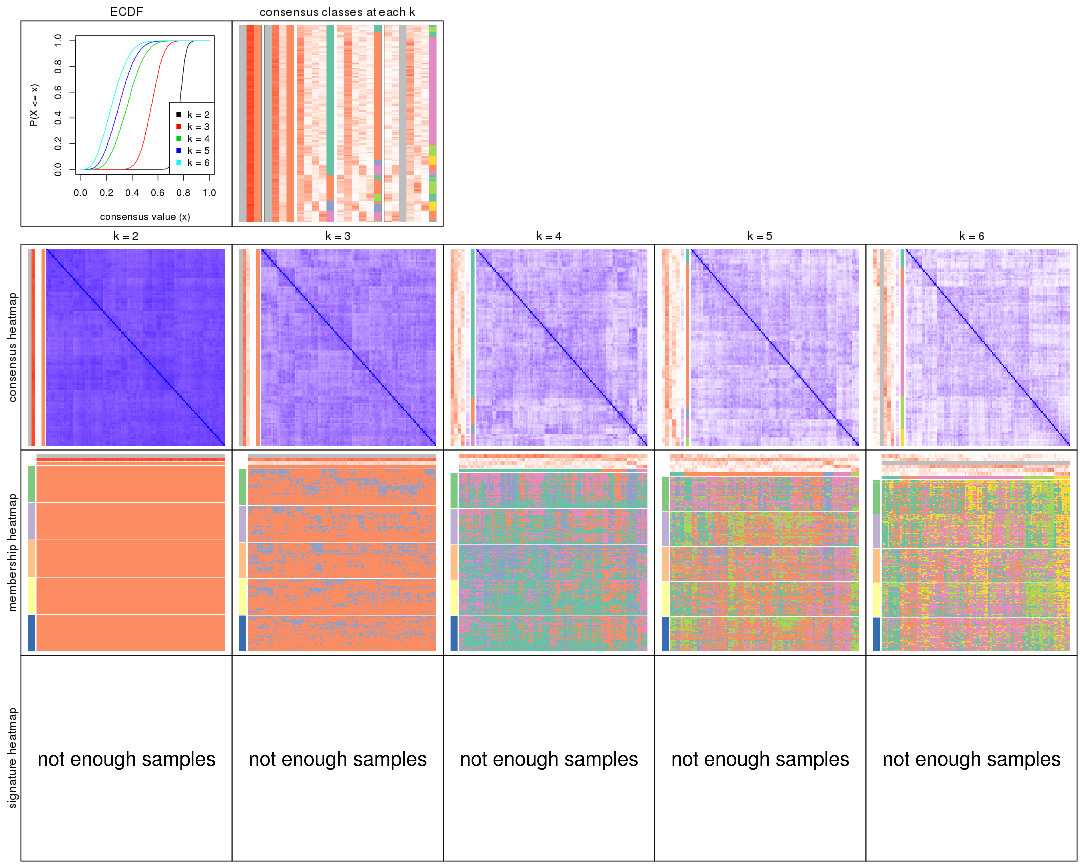 ECDF
consensus classes at each k
P(X <= x)
0.0
0.2
0.4
0.6
0.8
1.0
0.0 0.2 0.4 0.6 0.8 1.0
consensus value (x)
k = 2
k = 3
k = 4
k = 5
k = 6
k = 2
k = 3
k = 4
k = 5
k = 6
consensus heatmap
membership heatmap
signature heatmap
not enough samples
not enough samples
not enough samples
not enough samples
not enough samples